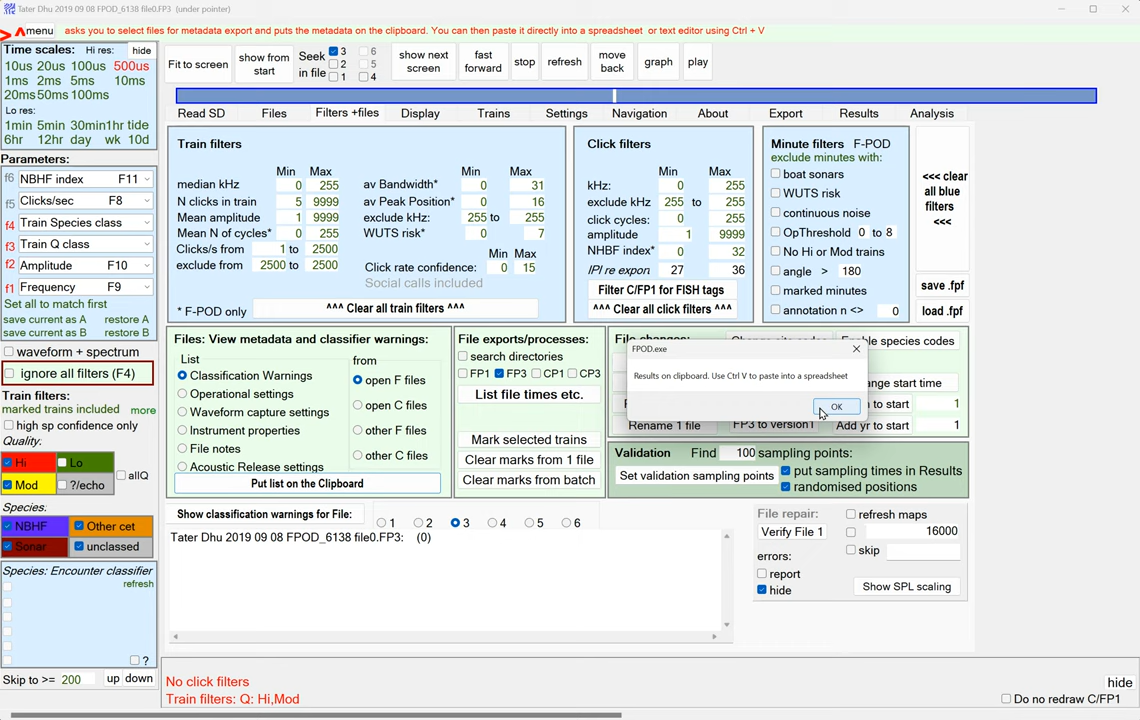 Tater Dhu 2019 09 08 FPOD_6138 file0.FP3 (under pointer)
menu asks you to select files for metadata export and puts the metadata on the clipboard. You can then paste it directly into a spreadsheet or text editor using Ctrl + V
Time scales: Hi res: hide
10us 20us 100us 500us
1ms 2ms 5ms 10ms
20ms 50ms 100ms
Lo res:
1min 5min 30min 1hr tide
6hr 12hr day wk 10d
Parameters:
f6 NBHF index F11
f5 Clicks/sec F8
f4 Train Species class
f3 Train Q class
f2 Amplitude F10
f1 Frequency F9
Set all to match first
save current as A restore A
save current as B restore B
waveform + spectrum
ignore all filters (F4)
Train filters:
marked trains included more
high sp confidence only
Quality:
Hi Lo
Mod ?/echo allQ
Species:
NBHF Other cet
Sonar unclassed
Species: Encounter classifier
refresh
?
Skip to >= 200 up down
Fit to screen
show from start
Seek in file 3 2 1 6 5 4
show next screen
fast forward
stop
refresh
move back
graph
play
Read SD Files Filters +files Display Trains Settings Navigation About Export Results Analysis
Train filters
Min Max Min Max
median kHz 0 255 av Bandwidth* 0 31
N clicks in train 5 9999 av Peak Position* 0 16
Mean amplitude 1 9999 exclude kHz: 255 to 255
Mean N of cycles* 0 255 WUTS risk* 0 7
Clicks/s from 1 to 2500 Min Max
exclude from 2500 to 2500 Click rate confidence: 0 15
Social calls included
* F-POD only ^^^ Clear all train filters ^^^
Click filters
Min Max
kHz: 0 255
exclude kHz 255 to 255
click cycles: 0 255
amplitude 1 9999
NHBF index* 0 32
IPI re expon 27 36
Filter C/FP1 for FISH tags
^^^ Clear all click filters ^^^
Minute filters F-POD
exclude minutes with:
boat sonars
WUTS risk
continuous noise
OpThreshold 0 to 8
No Hi or Mod trains
angle > 180
marked minutes
annotation n <> 0
<<< clear
all blue
filters
<<<
save .fpf
load .fpf
Files: View metadata and classifier warnings:
List from
Classification Warnings open F files
Operational settings
Waveform capture settings open C files
Instrument properties other F files
File notes other C files
Acoustic Release settings
Put list on the Clipboard
File exports/processes:
search directories
FP1 FP3 CP1 CP3
List file times etc.
Mark selected trains
Clear marks from 1 file
Clear marks from batch
FPOD.exe
Results on clipboard. Use Ctrl V to paste into a spreadsheet
OK
species codes
ange start time
to start 1
Rename 1 file FP3 to version1 Add yr to start 1
Validation Find 100 sampling points:
Set validation sampling points put sampling times in Results
randomised positions
Show classification warnings for File: 1 2 3 4 5 6
Tater Dhu 2019 09 08 FPOD_6138 file0.FP3: (0)
File repair: refresh maps
Verify File 1 16000
errors: skip
report
hide Show SPL scaling
No click filters
Train filters: Q: Hi,Mod
hide
Do no redraw C/FP1